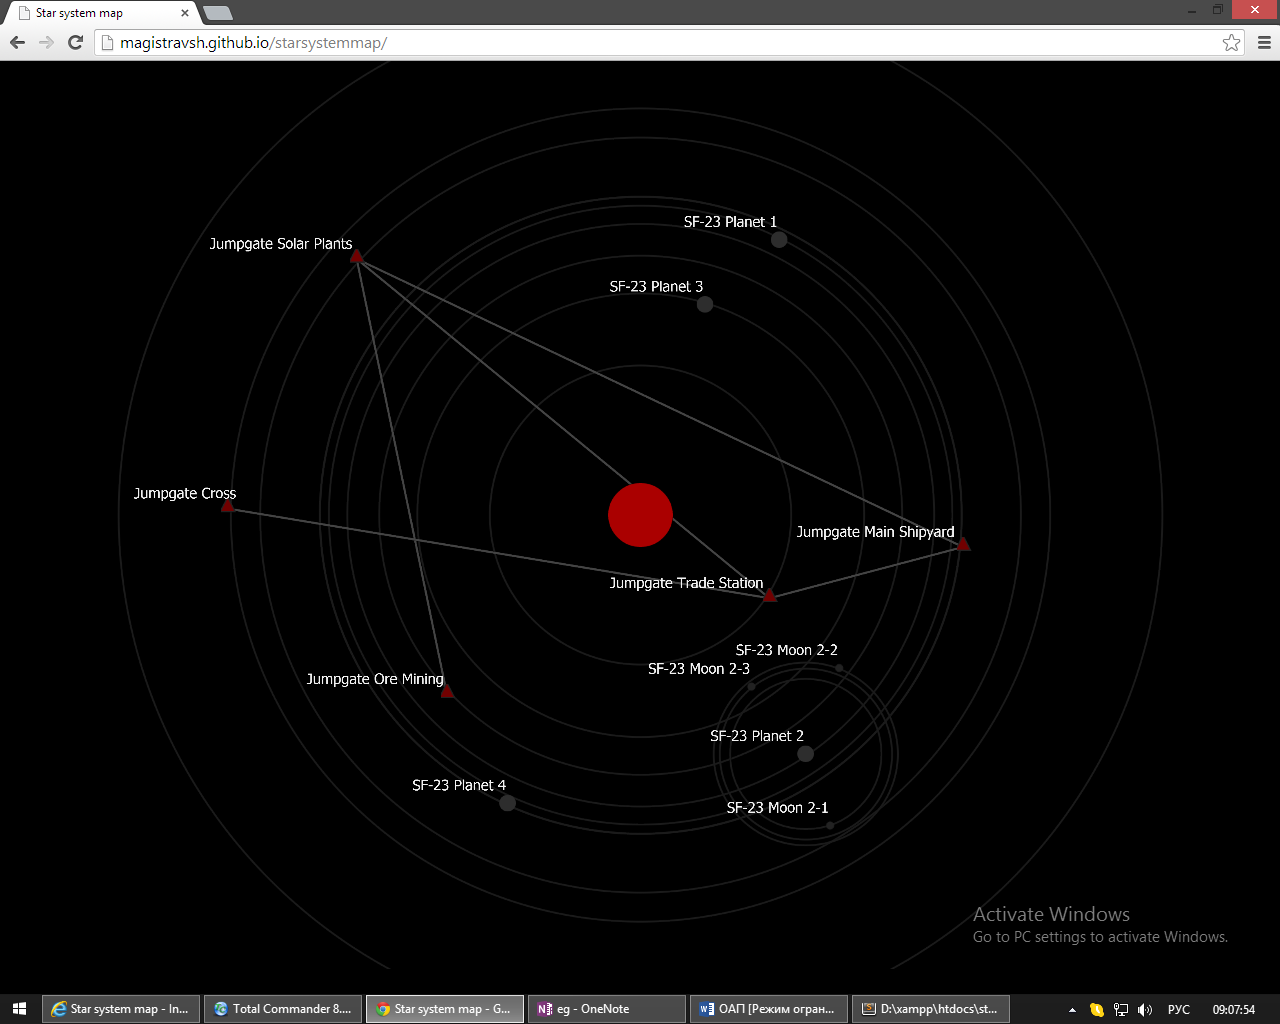 Star system map
magistravsh.github.io/starsystemmap/
SF-23 Planet 1
Jumpgate Solar Plants
SF-23 Planet 3
Jumpgate Cross
Jumpgate Main Shipyard
Jumpgate Trade Station
SF-23 Moon 2-2
SF-23 Moon 2-3
Jumpgate Ore Mining
SF-23 Planet 2
SF-23 Planet 4
SF-23 Moon 2-1
Activate Windows
Go to PC settings to activate Windows.
Star system map - In...
Total Commander 8....
Star system map - G...
eg - OneNote
ОАП [Режим огран...
D:\xampp\htdocs\st...
РУС
09:07:54